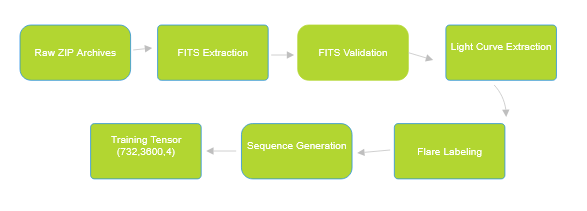 Raw ZIP Archives
FITS Extraction
FITS Validation
Light Curve Extraction
Flare Labeling
Sequence Generation
Training Tensor
(732,3600,4)